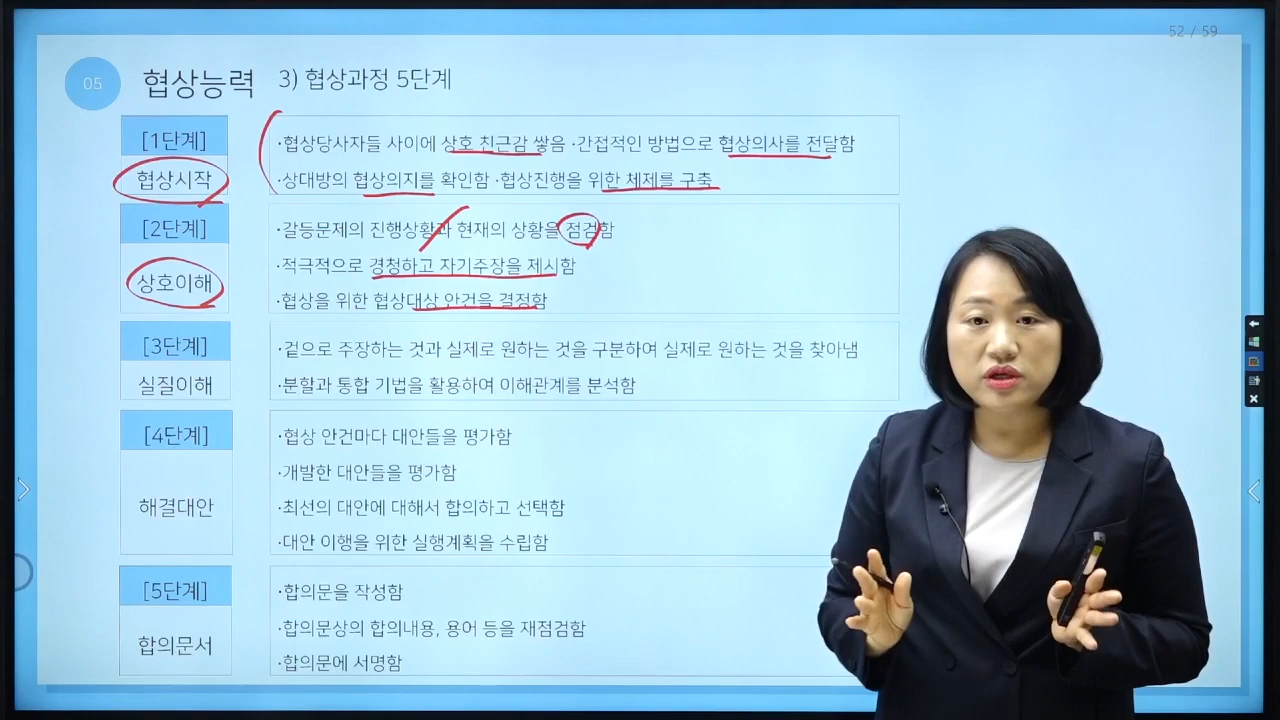 52 / 59
05
협상능력 3) 협상과정 5단계
[1단계]
협상시작
·협상당사자들 사이에 상호 친근감 쌓음 ·간접적인 방법으로 협상의사를 전달함
·상대방의 협상의지를 확인함 ·협상진행을 위한 체제를 구축
[2단계]
상호이해
·갈등문제의 진행상황과 현재의 상황을 점검함
·적극적으로 경청하고 자기주장을 제시함
·협상을 위한 협상대상 안건을 결정함
[3단계]
실질이해
·겉으로 주장하는 것과 실제로 원하는 것을 구분하여 실제로 원하는 것을 찾아냄
·분할과 통합 기법을 활용하여 이해관계를 분석함
[4단계]
해결대안
·협상 안건마다 대안들을 평가함
·개발한 대안들을 평가함
·최선의 대안에 대해서 합의하고 선택함
·대안 이행을 위한 실행계획을 수립함
[5단계]
합의문서
·합의문을 작성함
·합의문상의 합의내용, 용어 등을 재점검함
·합의문에 서명함